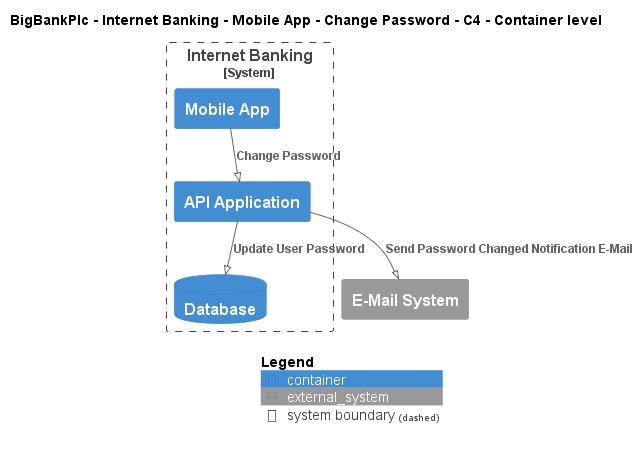 BigBankPlc - Internet Banking - Mobile App - Change Password - C4 - Container level
Internet Banking
[System]
Mobile App
Change Password
API Application
Update User Password
Send Password Changed Notification E-Mail
Database
E-Mail System
Legend
container
external_system
system boundary (dashed)